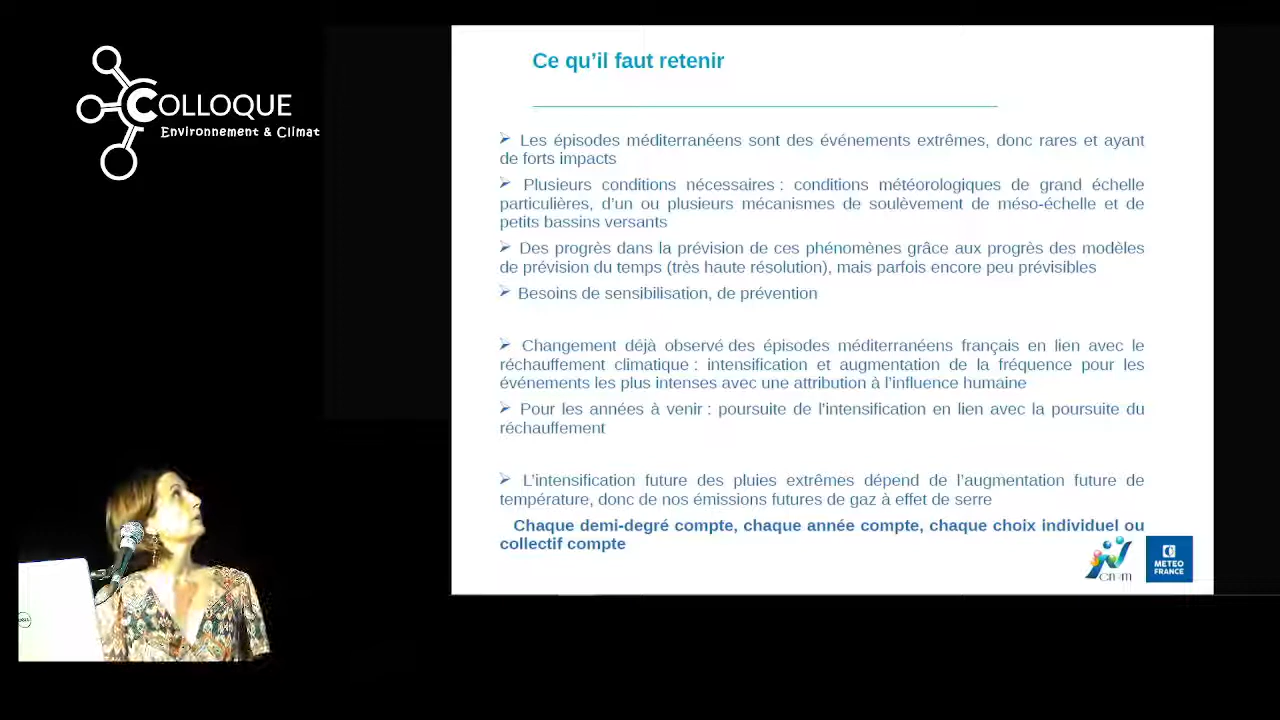 COLLOQUE
Environnement & Climat
Ce qu’il faut retenir
➢ Les épisodes méditerranéens sont des événements extrêmes, donc rares et ayant
de forts impacts
➢ Plusieurs conditions nécessaires : conditions météorologiques de grand échelle
particulières, d’un ou plusieurs mécanismes de soulèvement de méso-échelle et de
petits bassins versants
➢ Des progrès dans la prévision de ces phénomènes grâce aux progrès des modèles
de prévision du temps (très haute résolution), mais parfois encore peu prévisibles
➢ Besoins de sensibilisation, de prévention
➢ Changement déjà observé des épisodes méditerranéens français en lien avec le
réchauffement climatique : intensification et augmentation de la fréquence pour les
événements les plus intenses avec une attribution à l’influence humaine
➢ Pour les années à venir : poursuite de l'intensification en lien avec la poursuite du
réchauffement
➢ L’intensification future des pluies extrêmes dépend de l’augmentation future de
température, donc de nos émissions futures de gaz à effet de serre
Chaque demi-degré compte, chaque année compte, chaque choix individuel ou
collectif compte
METEO
FRANCE